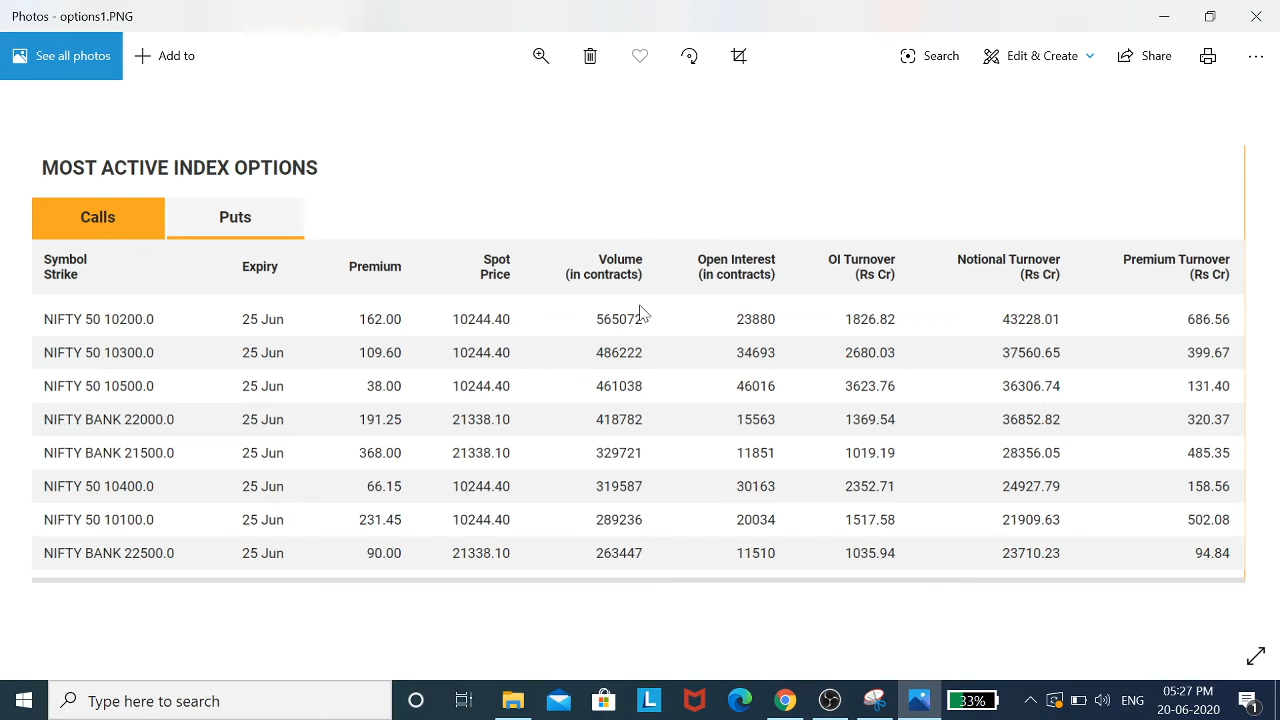 Photos - options1.PNG
See all photos Add to Search Edit & Create Share
MOST ACTIVE INDEX OPTIONS
Calls Puts
Symbol Strike Expiry Premium Spot Price Volume (in contracts) Open Interest (in contracts) OI Turnover (Rs Cr) Notional Turnover (Rs Cr) Premium Turnover (Rs Cr)
NIFTY 50 10200.0 25 Jun 162.00 10244.40 565072 23880 1826.82 43228.01 686.56
NIFTY 50 10300.0 25 Jun 109.60 10244.40 486222 34693 2680.03 37560.65 399.67
NIFTY 50 10500.0 25 Jun 38.00 10244.40 461038 46016 3623.76 36306.74 131.40
NIFTY BANK 22000.0 25 Jun 191.25 21338.10 418782 15563 1369.54 36852.82 320.37
NIFTY BANK 21500.0 25 Jun 368.00 21338.10 329721 11851 1019.19 28356.05 485.35
NIFTY 50 10400.0 25 Jun 66.15 10244.40 319587 30163 2352.71 24927.79 158.56
NIFTY 50 10100.0 25 Jun 231.45 10244.40 289236 20034 1517.58 21909.63 502.08
NIFTY BANK 22500.0 25 Jun 90.00 21338.10 263447 11510 1035.94 23710.23 94.84
Type here to search L 33% ENG 05:27 PM
20-06-2020 1